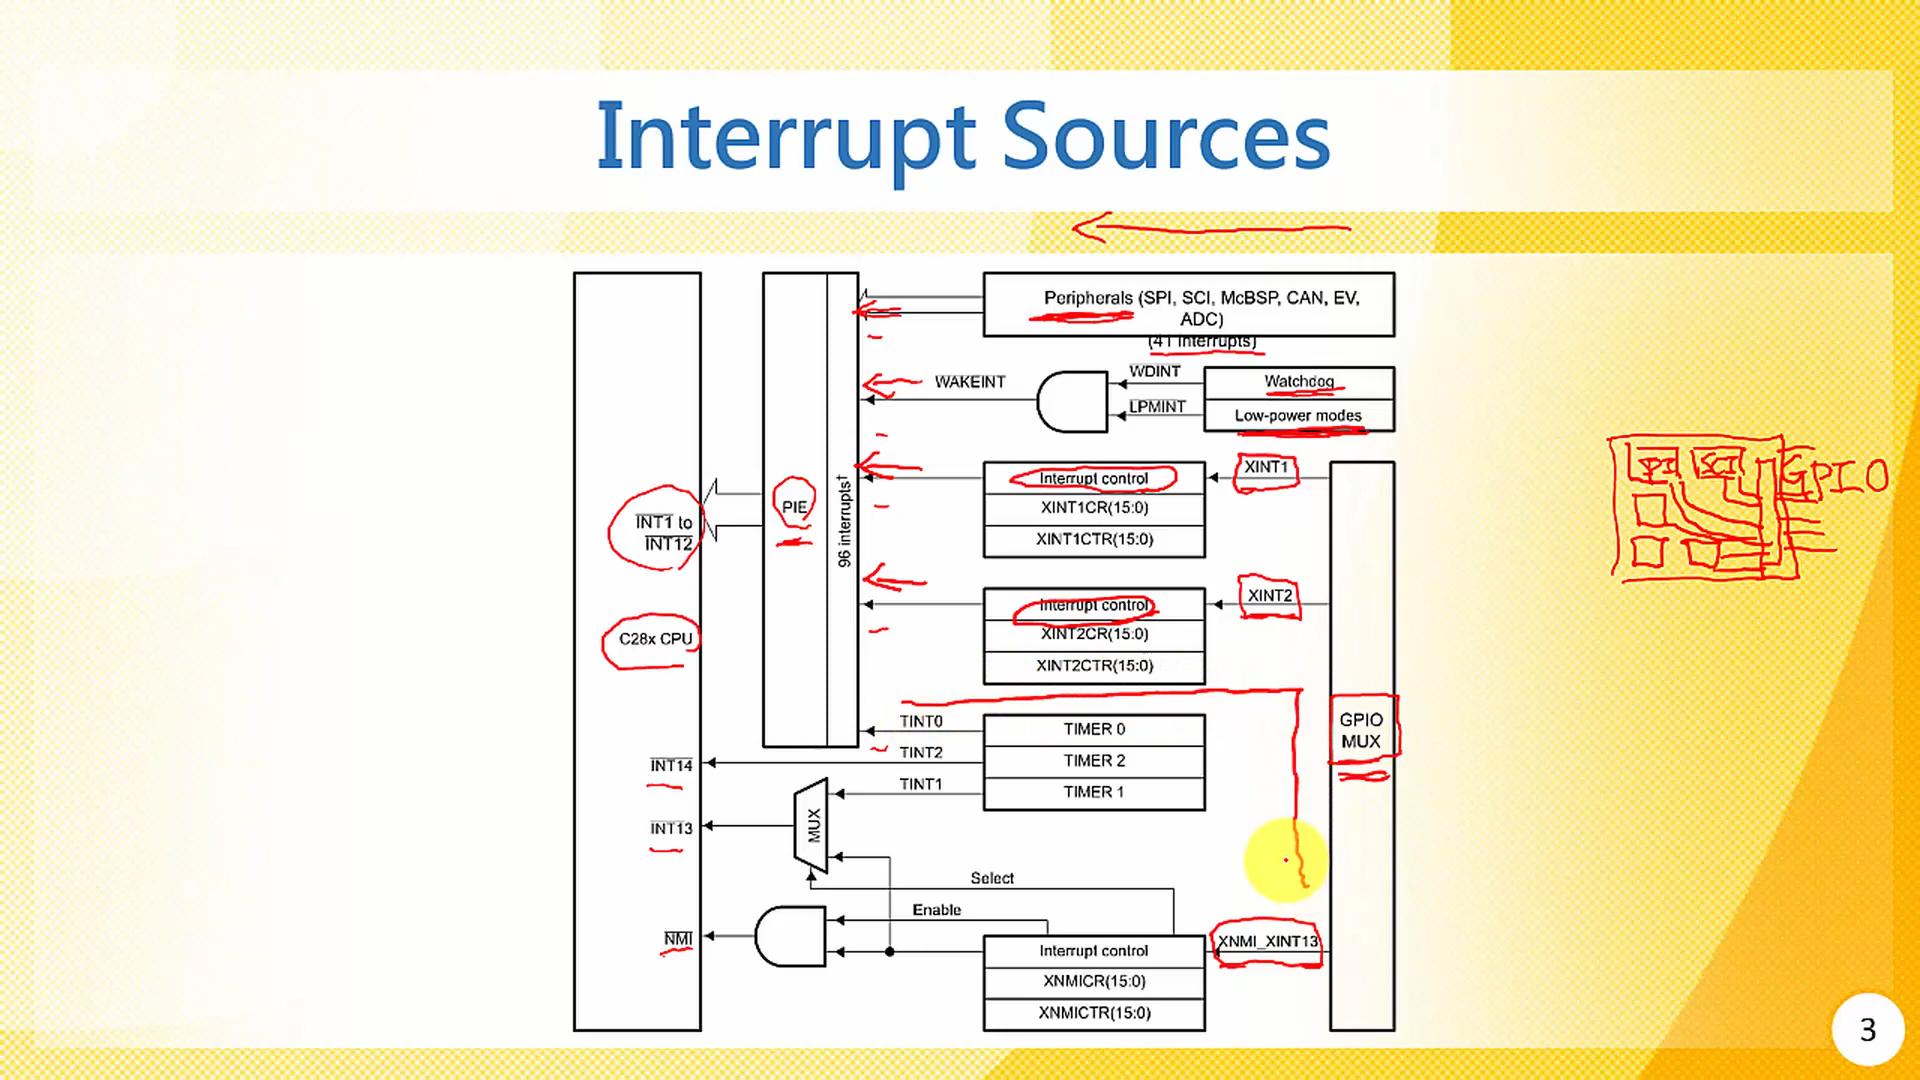 Interrupt Sources
Peripherals (SPI, SCI, McBSP, CAN, EV,
ADC)
(41 Interrupts)
WAKEINT
WDINT
Watchdog
LPMINT
Low-power modes
XINT1
Interrupt control
XINT1CR(15:0)
XINT1CTR(15:0)
PIE
96 interrupts†
INT1 to
INT12
XINT2
Interrupt control
XINT2CR(15:0)
XINT2CTR(15:0)
C28x CPU
GPIO
MUX
TINT0
TIMER 0
TINT2
TIMER 2
TINT1
TIMER 1
INT14
INT13
MUX
Select
Enable
NMI
XNMI_XINT13
Interrupt control
XNMICR(15:0)
XNMICTR(15:0)
SCI
GPIO
3